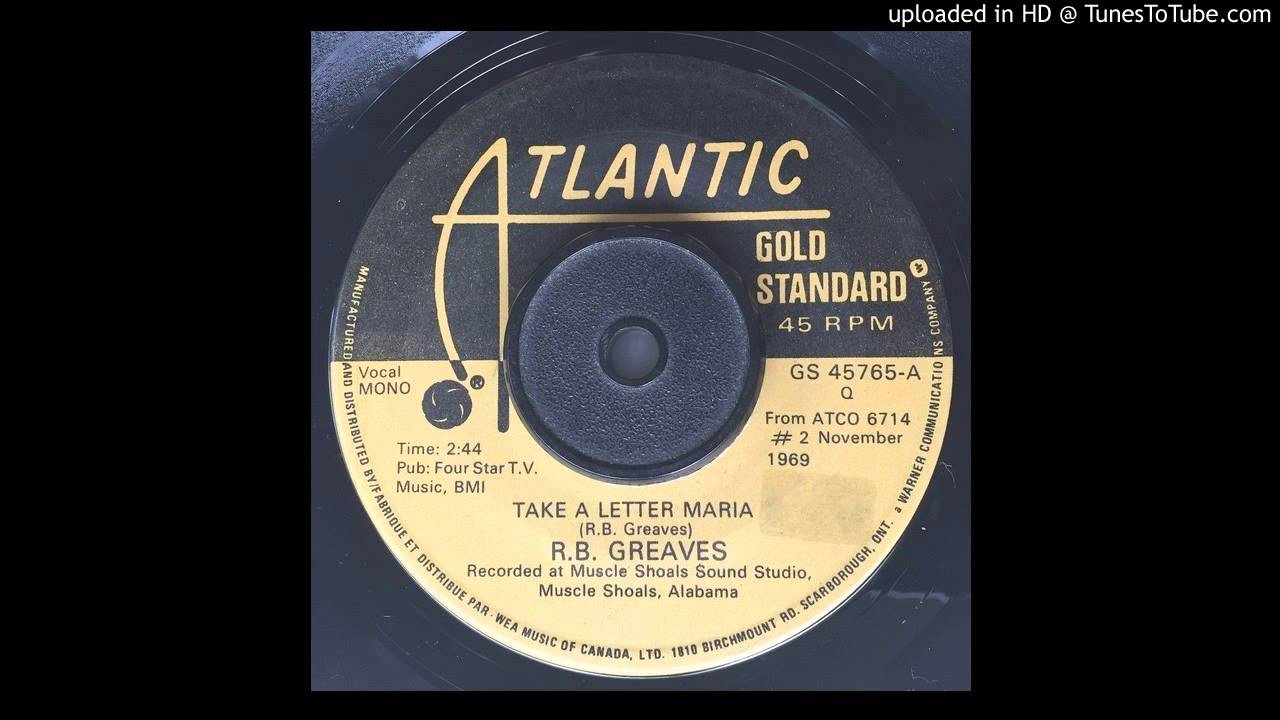 uploaded in HD @ TunesToTube.com
ATLANTIC
GOLD
STANDARD
45 RPM
Vocal
MONO
®
GS 45765-A
Q
From ATCO 6714
# 2 November
1969
Time: 2:44
Pub: Four Star T.V.
Music, BMI
TAKE A LETTER MARIA
(R.B. Greaves)
R.B. GREAVES
Recorded at Muscle Shoals Sound Studio,
Muscle Shoals, Alabama
MANUFACTURED AND DISTRIBUTED BY/FABRIQUE ET DISTRIBUE PAR · WEA MUSIC OF CANADA, LTD. 1810 BIRCHMOUNT RD. SCARBOROUGH, ONT. a WARNER COMMUNICATIONS COMPANY